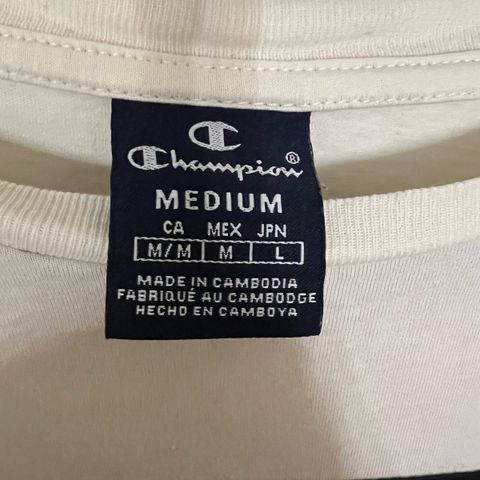 Champion®
MEDIUM
CA MEX JPN
M/M M L
MADE IN CAMBODIA
FABRIQUÉ AU CAMBODGE
HECHO EN CAMBOYA